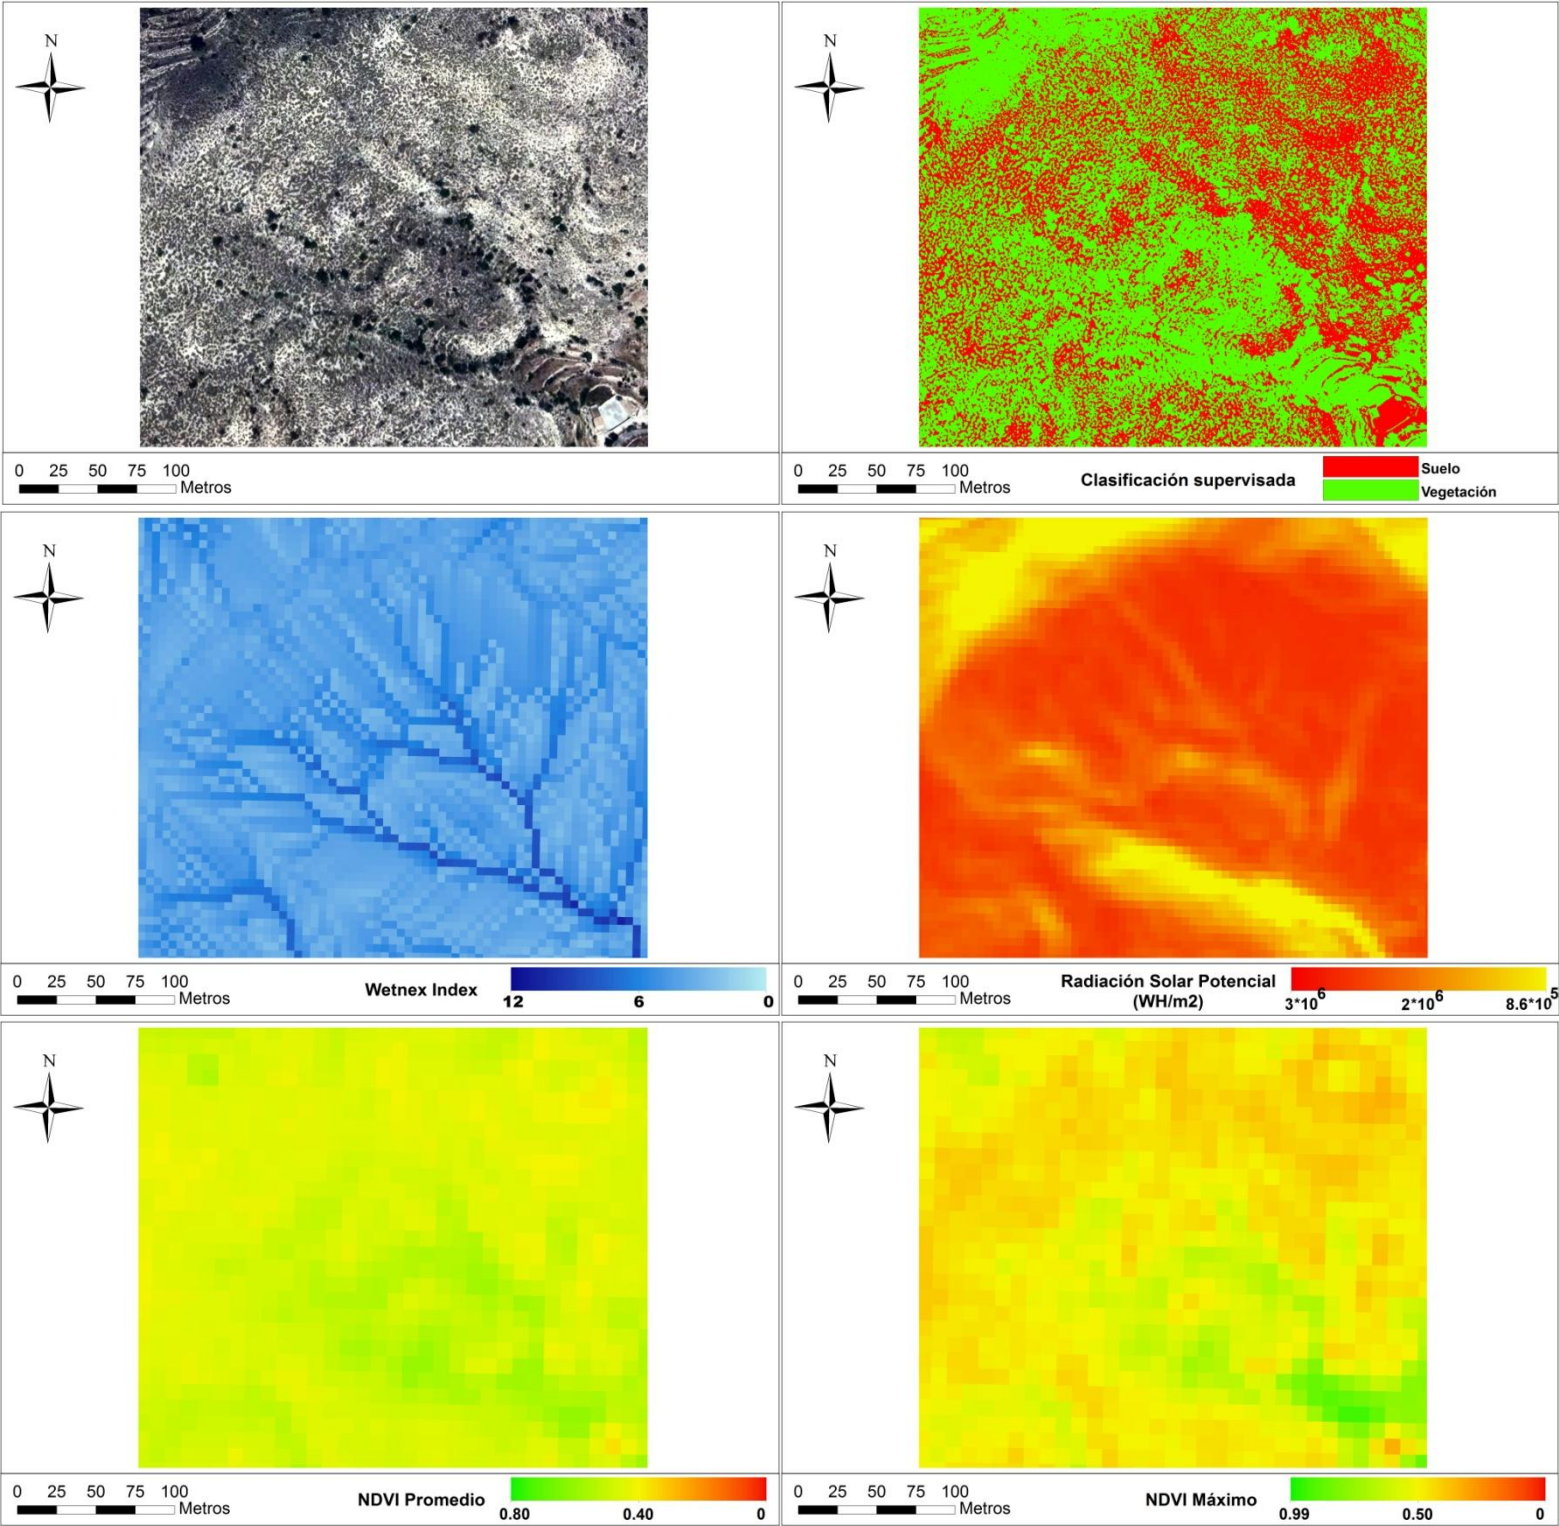 N
0 25 50 75 100
Metros
N
0 25 50 75 100
Metros
Clasificación supervisada
Suelo
Vegetación
N
0 25 50 75 100
Metros
Wetnex Index
12 6 0
N
0 25 50 75 100
Metros
Radiación Solar Potencial
(WH/m2)
3*10^6 2*10^6 8.6*10^5
N
0 25 50 75 100
Metros
NDVI Promedio
0.80 0.40 0
N
0 25 50 75 100
Metros
NDVI Máximo
0.99 0.50 0